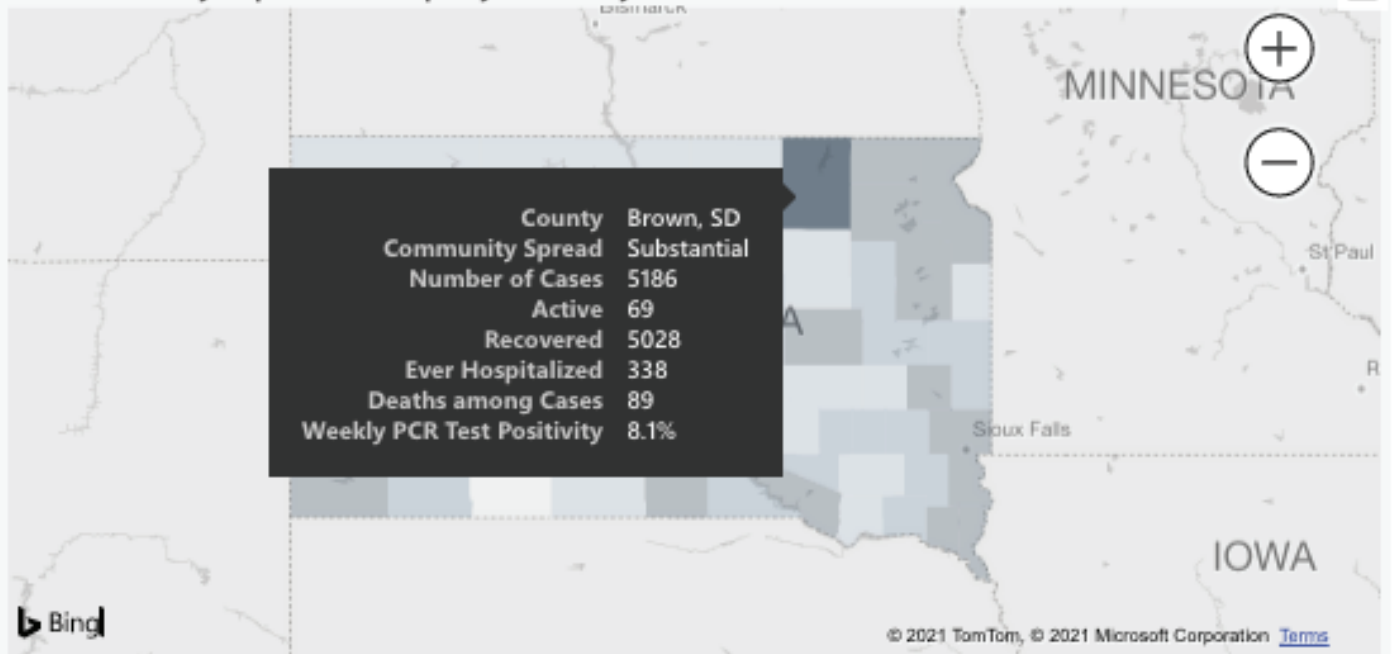 Bismarck
MINNESOTA
County Brown, SD
Community Spread Substantial
Number of Cases 5186
Active 69
Recovered 5028
Ever Hospitalized 338
Deaths among Cases 89
Weekly PCR Test Positivity 8.1%
A
St Paul
R
Sioux Falls
IOWA
Bing
© 2021 TomTom, © 2021 Microsoft Corporation Terms